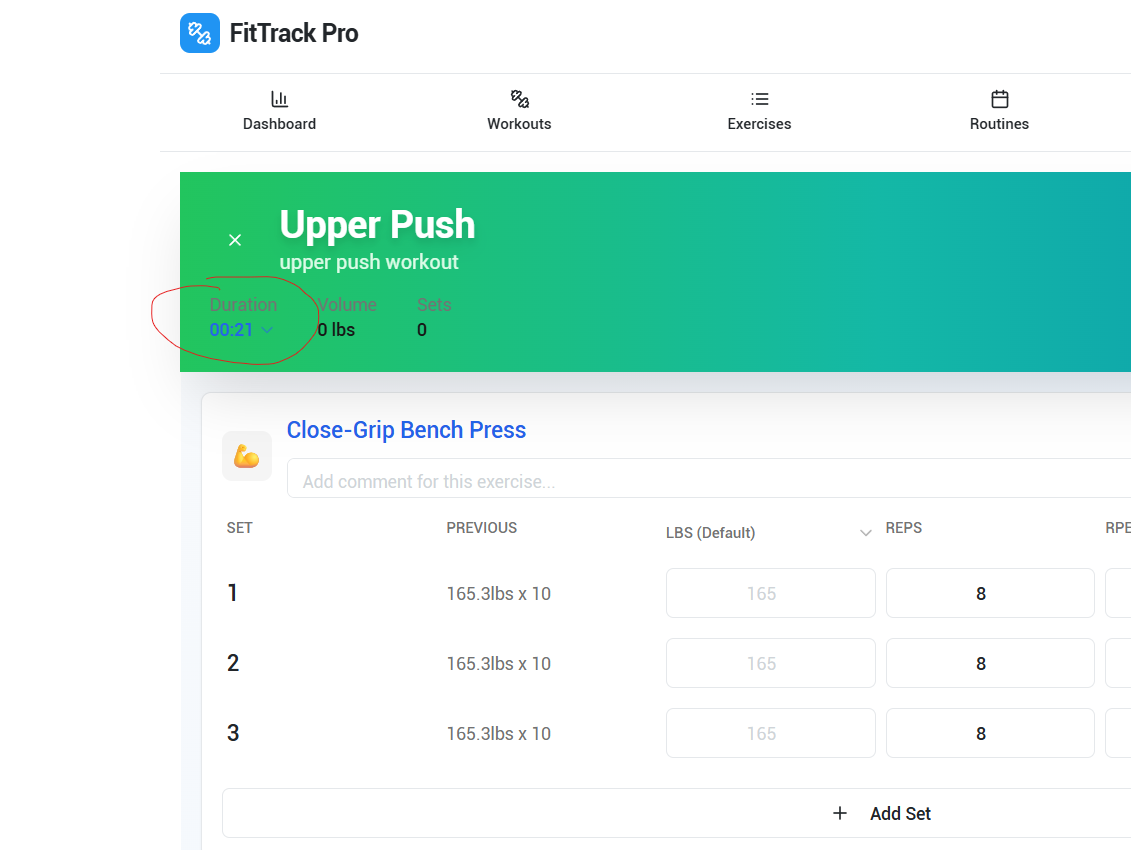 FitTrack Pro
Dashboard Workouts Exercises Routines
Upper Push
upper push workout
Duration Volume Sets
00:21 0 lbs 0
Close-Grip Bench Press
Add comment for this exercise...
SET PREVIOUS LBS (Default) REPS RPE
1 165.3lbs x 10 165 8
2 165.3lbs x 10 165 8
3 165.3lbs x 10 165 8
Add Set